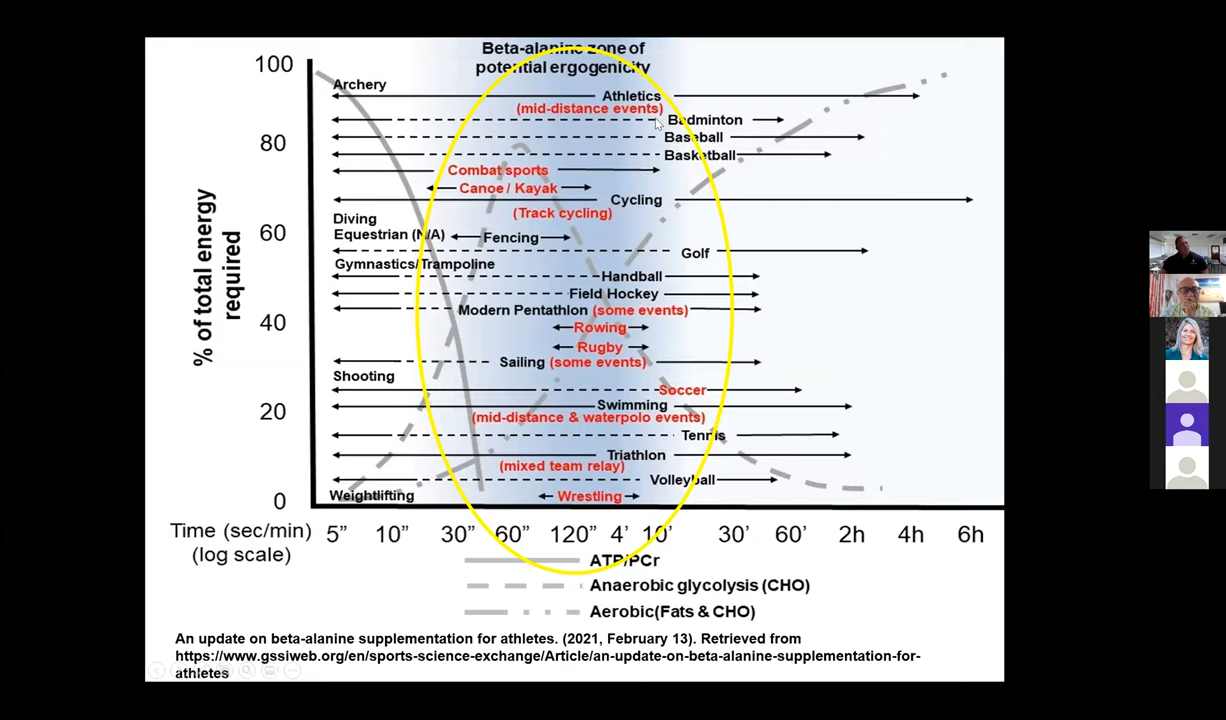 Beta-alanine zone of
potential ergogenicity
100
80
60
40
20
0
% of total energy
required
Archery
Athletics
(mid-distance events)
Badminton
Baseball
Basketball
Combat sports
Canoe / Kayak
Cycling
(Track cycling)
Diving
Equestrian (N/A)
Fencing
Golf
Gymnastics/Trampoline
Handball
Field Hockey
Modern Pentathlon (some events)
Rowing
Rugby
Sailing (some events)
Shooting
Soccer
Swimming
(mid-distance & waterpolo events)
Tennis
Triathlon
(mixed team relay)
Volleyball
Weightlifting
Wrestling
Time (sec/min)
(log scale)
5” 10” 30” 60” 120” 4’ 10’ 30’ 60’ 2h 4h 6h
ATP/PCr
Anaerobic glycolysis (CHO)
Aerobic(Fats & CHO)
An update on beta-alanine supplementation for athletes. (2021, February 13). Retrieved from
https://www.gssiweb.org/en/sports-science-exchange/Article/an-update-on-beta-alanine-supplementation-for-
athletes